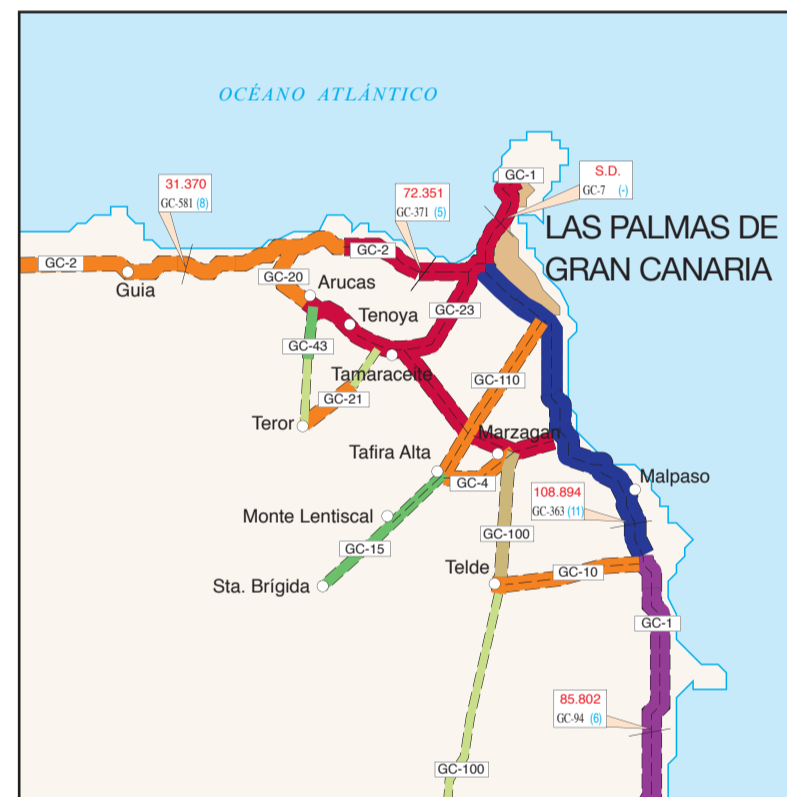 OCÉANO ATLÁNTICO
GC-1
S.D.
GC-7 (-)
31.370
GC-581 (8)
72.351
GC-371 (5)
LAS PALMAS DE
GRAN CANARIA
GC-2
GC-2
Guia
GC-20
Arucas
Tenoya
GC-23
GC-43
Tamaraceite
GC-110
GC-21
Teror
Marzagan
Tafira Alta
GC-4
Malpaso
108.894
GC-363 (11)
Monte Lentiscal
GC-100
GC-15
Telde
GC-10
Sta. Brígida
GC-1
85.802
GC-94 (6)
GC-100